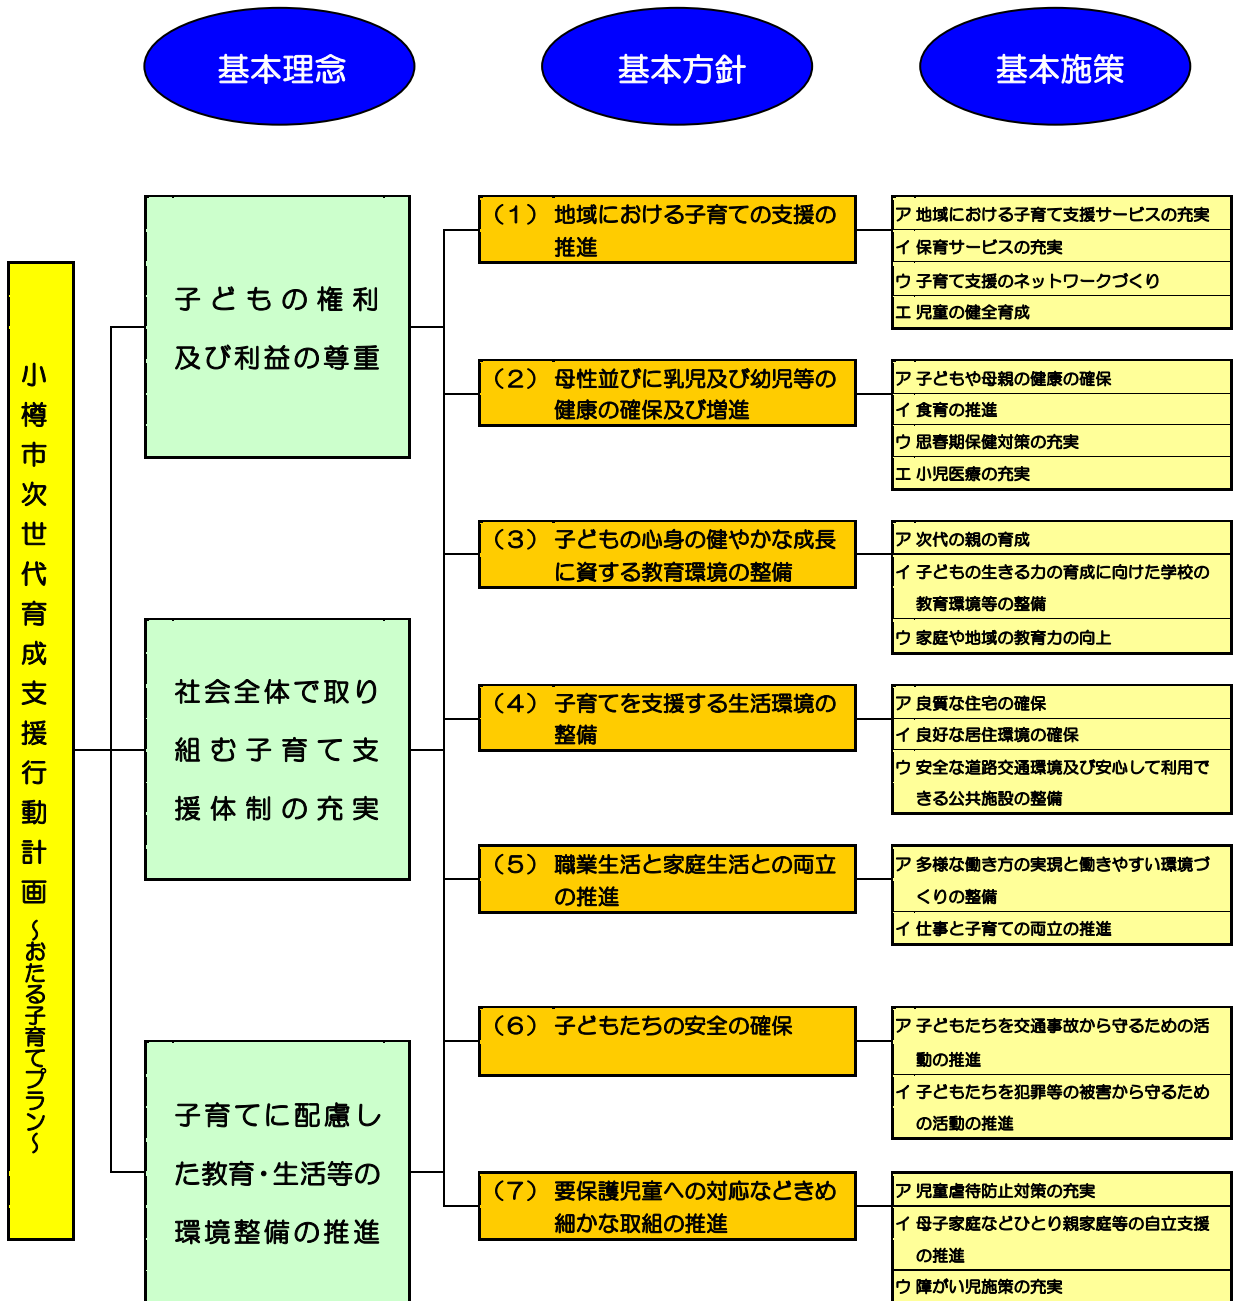 基本理念
基本方針
基本施策
小樽市次世代育成支援行動計画～おたる子育てプラン～
子どもの権利
及び利益の尊重
社会全体で取り
組む子育て支
援体制の充実
子育てに配慮し
た教育・生活等の
環境整備の推進
（１） 地域における子育ての支援の
推進
ア 地域における子育て支援サービスの充実
イ 保育サービスの充実
ウ 子育て支援のネットワークづくり
エ 児童の健全育成
（２） 母性並びに乳児及び幼児等の
健康の確保及び増進
ア 子どもや母親の健康の確保
イ 食育の推進
ウ 思春期保健対策の充実
エ 小児医療の充実
（３） 子どもの心身の健やかな成長
に資する教育環境の整備
ア 次代の親の育成
イ 子どもの生きる力の育成に向けた学校の
教育環境等の整備
ウ 家庭や地域の教育力の向上
（４） 子育てを支援する生活環境の
整備
ア 良質な住宅の確保
イ 良好な居住環境の確保
ウ 安全な道路交通環境及び安心して利用で
きる公共施設の整備
（５） 職業生活と家庭生活との両立
の推進
ア 多様な働き方の実現と働きやすい環境づ
くりの整備
イ 仕事と子育ての両立の推進
（６） 子どもたちの安全の確保
ア 子どもたちを交通事故から守るための活
動の推進
イ 子どもたちを犯罪等の被害から守るため
の活動の推進
（７） 要保護児童への対応などきめ
細かな取組の推進
ア 児童虐待防止対策の充実
イ 母子家庭などひとり親家庭等の自立支援
の推進
ウ 障がい児施策の充実